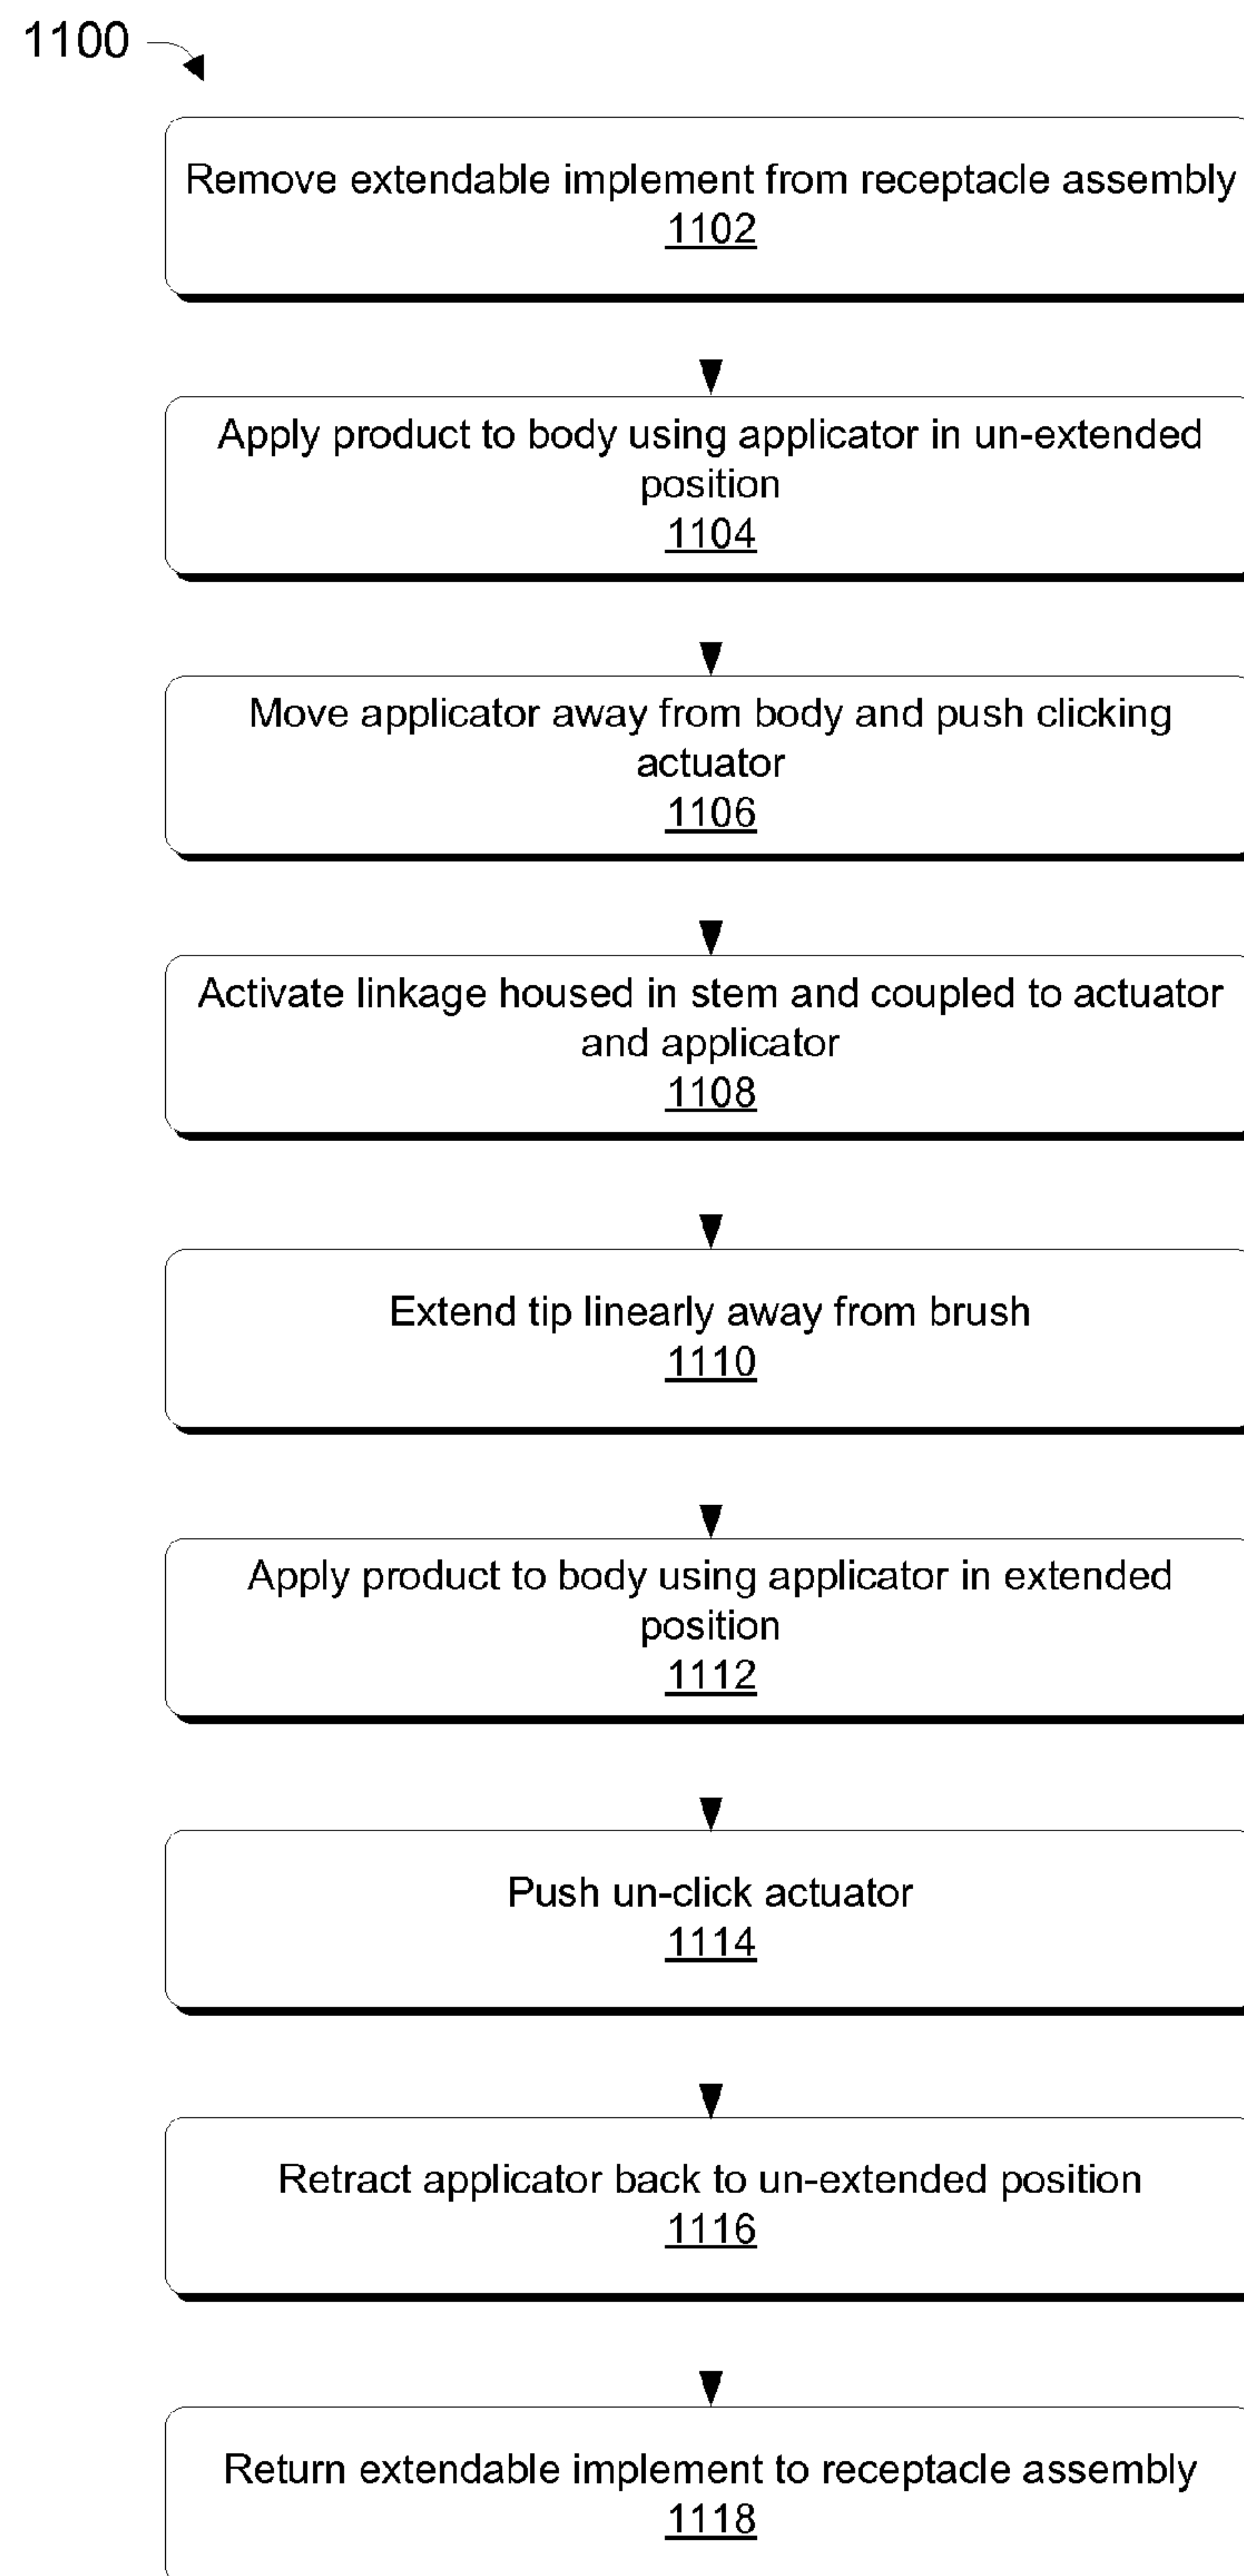 1100
Remove extendable implement from receptacle assembly
1102
Apply product to body using applicator in un-extended
position
1104
Move applicator away from body and push clicking
actuator
1106
Activate linkage housed in stem and coupled to actuator
and applicator
1108
Extend tip linearly away from brush
1110
Apply product to body using applicator in extended
position
1112
Push un-click actuator
1114
Retract applicator back to un-extended position
1116
Return extendable implement to receptacle assembly
1118